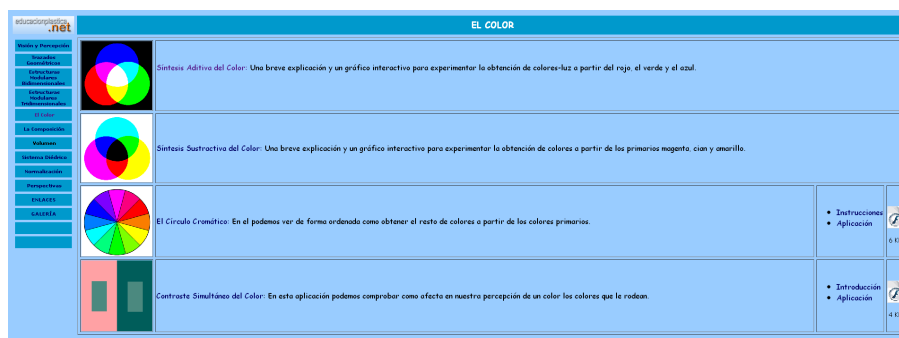 educacionplastica
.net
EL COLOR
Visión y Percepción
Trazados
Geométricos
Estructuras
Modulares
Bidimensionales
Estructuras
Modulares
Tridimensionales
El Color
La Composición
Volumen
Sistema Diédrico
Normalización
Perspectivas
ENLACES
GALERÍA
Síntesis Aditiva del Color: Una breve explicación y un gráfico interactivo para experimentar la obtención de colores-luz a partir del rojo, el verde y el azul.
Síntesis Sustractiva del Color: Una breve explicación y un gráfico interactivo para experimentar la obtención de colores a partir de los primarios magenta, cian y amarillo.
El Círculo Cromático: En el podemos ver de forma ordenada como obtener el resto de colores a partir de los colores primarios.
Instrucciones
Aplicación
6 K
Contraste Simultáneo del Color: En esta aplicación podemos comprobar como afecta en nuestra percepción de un color los colores que le rodean.
Introducción
Aplicación
4 K